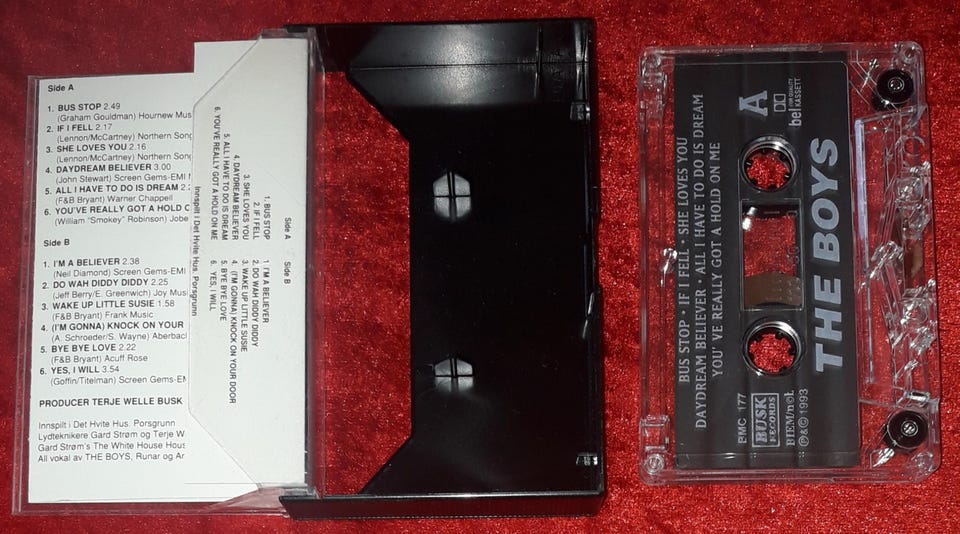 Side A
1. BUS STOP 2.49
(Graham Gouldman) Hournew Mus
2. IF I FELL 2.17
(Lennon/McCartney) Northern Song
3. SHE LOVES YOU 2.16
(Lennon/McCartney) Northern Song
4. DAYDREAM BELIEVER 3.00
(John Stewart) Screen Gems-EMI
5. ALL I HAVE TO DO IS DREAM 2.2
(F&B Bryant) Warner Chappell
6. YOU'VE REALLY GOT A HOLD C
(William "Smokey" Robinson) Jobe
Side B
1. I'M A BELIEVER 2.38
(Neil Diamond) Screen Gems-EMI
2. DO WAH DIDDY DIDDY 2.25
(Jeff Berry/E. Greenwich) Joy Mus
3. WAKE UP LITTLE SUSIE 1.58
(F&B Bryant) Frank Music
4. (I'M GONNA) KNOCK ON YOUR
(A. Schroeder/S. Wayne) Aberbac
5. BYE BYE LOVE 2.22
(F&B Bryant) Acuff Rose
6. YES, I WILL 3.54
(Goffin/Titelman) Screen Gems-EM
PRODUCER TERJE WELLE BUSK
Innspilt i Det Hvite Hus. Porsgrunn
Lydteknikere Gard Strøm og Terje W
Gard Strøm's The White House Hous
All vokal av THE BOYS, Runar og Ar
Side A
1. BUS STOP
2. IF I FELL
3. SHE LOVES YOU
4. DAYDREAM BELIEVER
5. ALL I HAVE TO DO IS DREAM
6. YOU'VE REALLY GOT A HOLD ON ME
Side B
1. I'M A BELIEVER
2. DO WAH DIDDY DIDDY
3. WAKE UP LITTLE SUSIE
4. (I'M GONNA) KNOCK ON YOUR DOOR
5. BYE BYE LOVE
6. YES, I WILL
Innspilt i Det Hvite Hus. Porsgrunn
BUS STOP • IF I FELL • SHE LOVES YOU
DAYDREAM BELIEVER • ALL I HAVE TO DO IS DREAM
YOU'VE REALLY GOT A HOLD ON ME
A
bel FOR QUALITY KASSETT
THE BOYS
PMC 177
BUSK
RECORDS
BIEM/n©b
℗&©1993